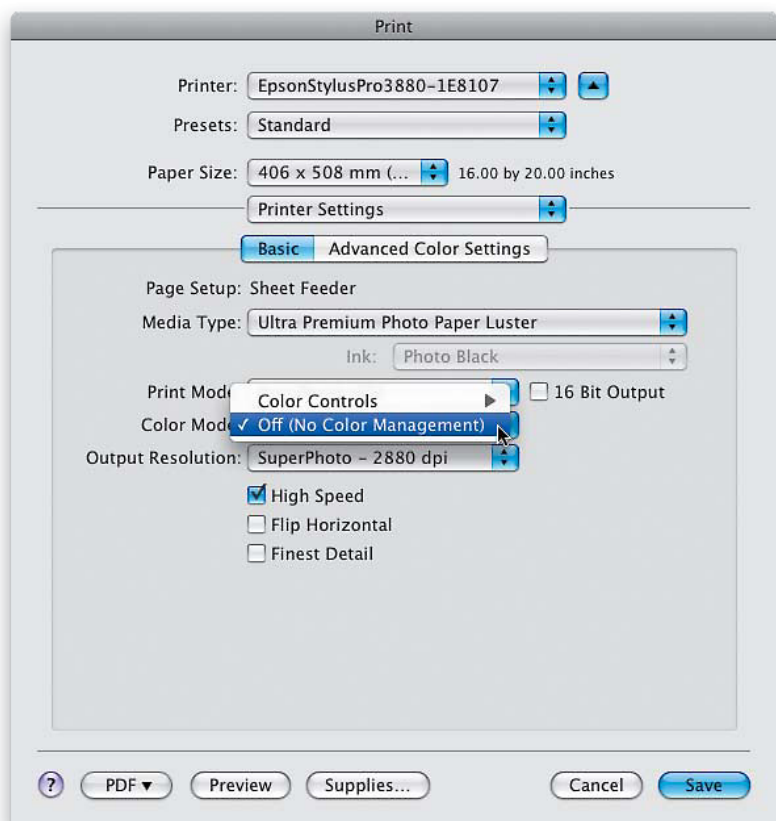 Print
Printer: EpsonStylusPro3880-1E8107
Presets: Standard
Paper Size: 406 x 508 mm (... 16.00 by 20.00 inches
Printer Settings
Basic Advanced Color Settings
Page Setup: Sheet Feeder
Media Type: Ultra Premium Photo Paper Luster
Ink: Photo Black
Print Mod 16 Bit Output
Color Controls
Color Mod ✓ Off (No Color Management)
Output Resolution: SuperPhoto - 2880 dpi
High Speed
Flip Horizontal
Finest Detail
? PDF ▼ Preview Supplies... Cancel Save